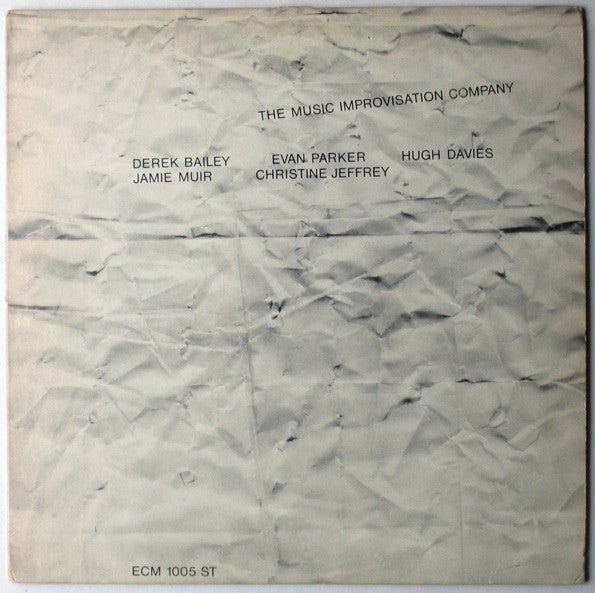 THE MUSIC IMPROVISATION COMPANY
DEREK BAILEY EVAN PARKER HUGH DAVIES
JAMIE MUIR CHRISTINE JEFFREY
ECM 1005 ST